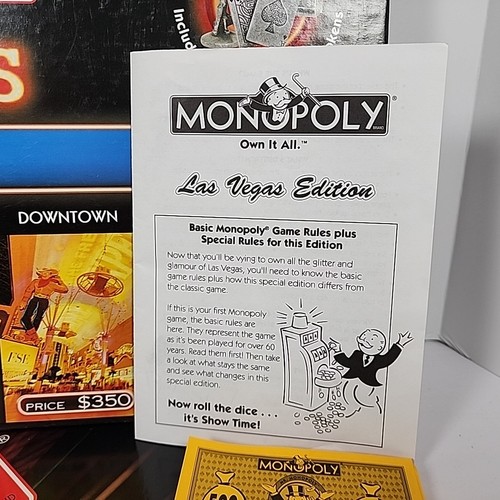 Includ
kens
S
MONOPOLY®
BRAND
Own It All.™
Las Vegas Edition
Basic Monopoly® Game Rules plus
Special Rules for this Edition
Now that you'll be vying to own all the glitter and
glamour of Las Vegas, you'll need to know the basic
game rules plus how this special edition differs from
the classic game.
If this is your first Monopoly
game, the basic rules are
here. They represent the game
as it's been played for over 60
years. Read them first! Then take
a look at what stays the same
and see what changes in this
special edition.
Now roll the dice . . .
it's Show Time!
DOWNTOWN
PRICE $350
®
MONOPOLY
500